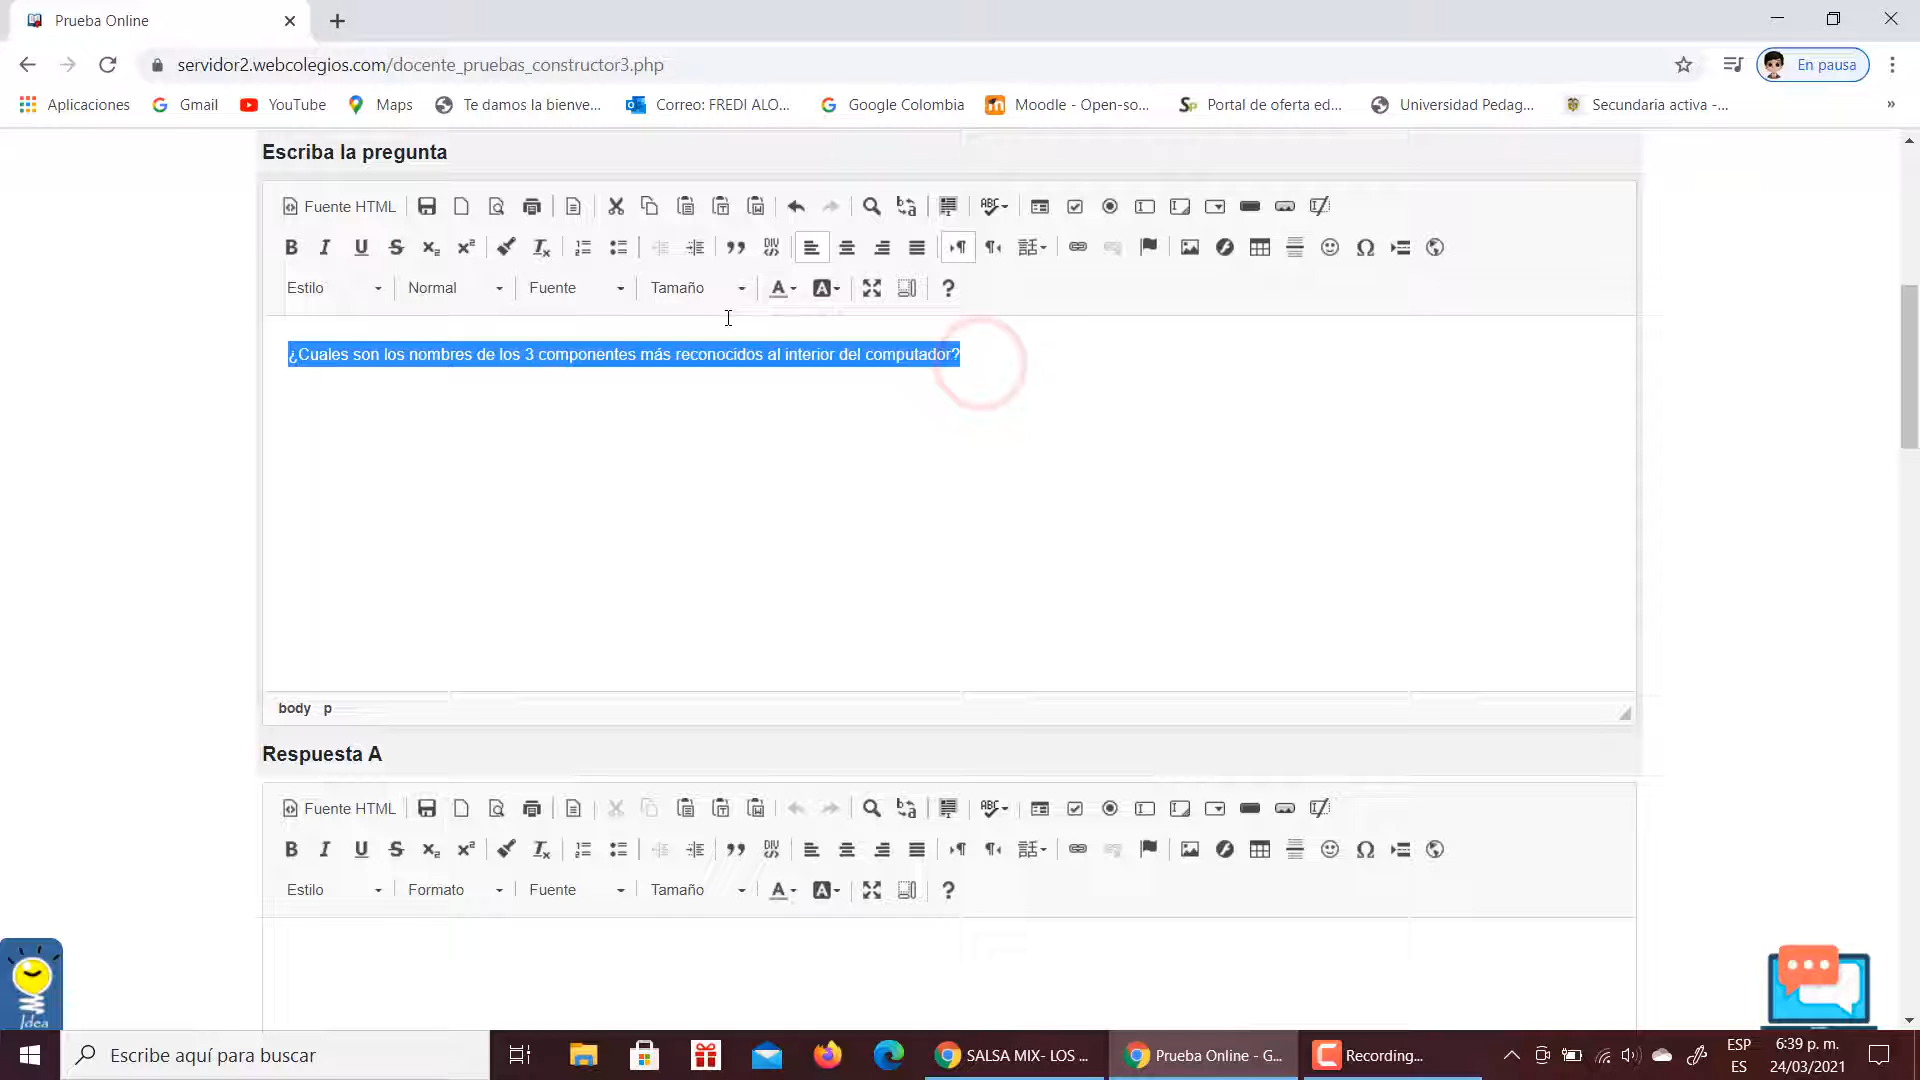 Prueba Online
servidor2.webcolegios.com/docente_pruebas_constructor3.php
En pausa
Aplicaciones Gmail YouTube Maps Te damos la bienve... Correo: FREDI ALO... Google Colombia Moodle - Open-so... Portal de oferta ed... Universidad Pedag... Secundaria activa -... »
Escriba la pregunta
Fuente HTML
Estilo Normal Fuente Tamaño
¿Cuales son los nombres de los 3 componentes más reconocidos al interior del computador?
body p
Respuesta A
Fuente HTML
Estilo Formato Fuente Tamaño
Idea
Escribe aquí para buscar
SALSA MIX- LOS ...
Prueba Online - G...
Recording...
ESP
ES
6:39 p. m.
24/03/2021